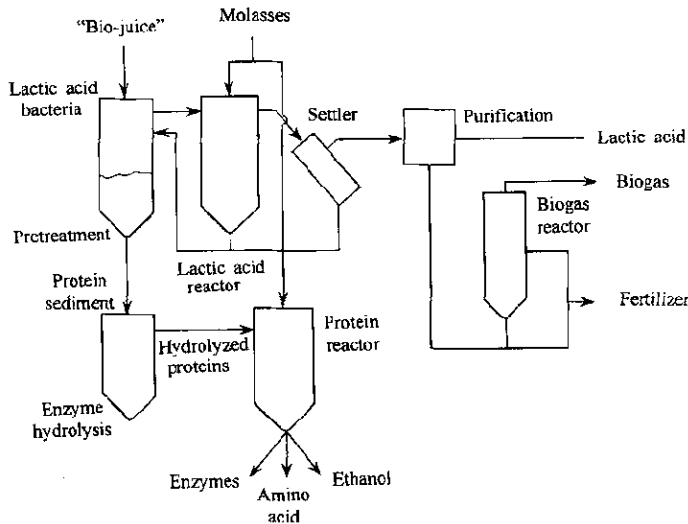 Molasses
"Bio-juice"
Lactic acid
bacteria
Settler
Purification
Lactic acid
Biogas
Biogas
reactor
Pretreatment
Lactic acid
reactor
Protein
sediment
Fertilizer
Protein
reactor
Hydrolyzed
proteins
Enzyme
hydrolysis
Enzymes
Amino
acid
Ethanol